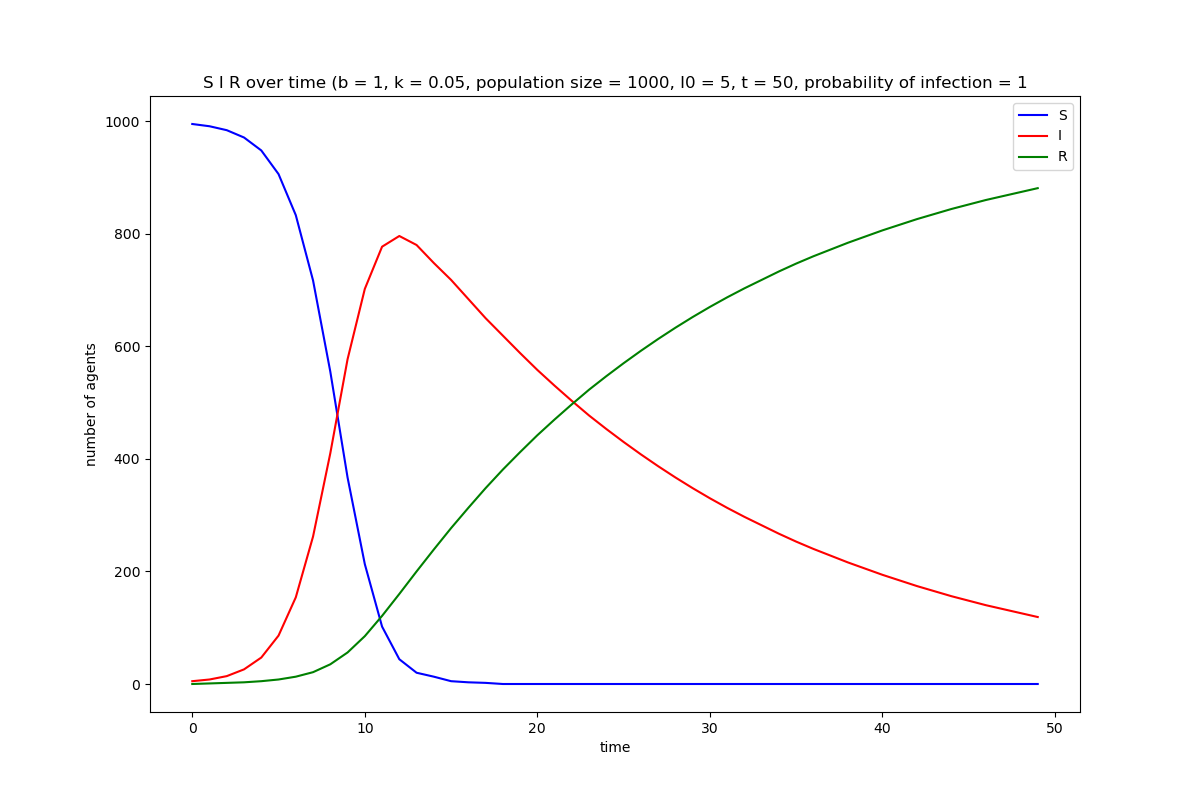 S I R over time (b = 1, k = 0.05, population size = 1000, I0 = 5, t = 50, probability of infection = 1
S
I
R
number of agents
1000
800
600
400
200
0
0 10 20 30 40 50
time